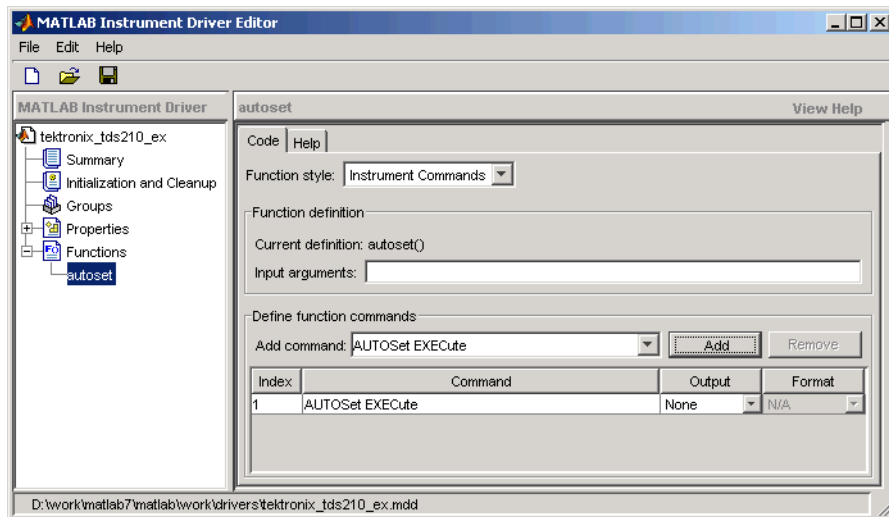 MATLAB Instrument Driver Editor
File Edit Help
MATLAB Instrument Driver
autoset View Help
tektronix_tds210_ex
Summary
Initialization and Cleanup
Groups
Properties
Functions
autoset
Code Help
Function style: Instrument Commands
Function definition
Current definition: autoset()
Input arguments:
Define function commands
Add command: AUTOSet EXECute Add Remove
Index Command Output Format
1 AUTOSet EXECute None N/A
D:\work\matlab7\matlab\work\drivers\tektronix_tds210_ex.mdd